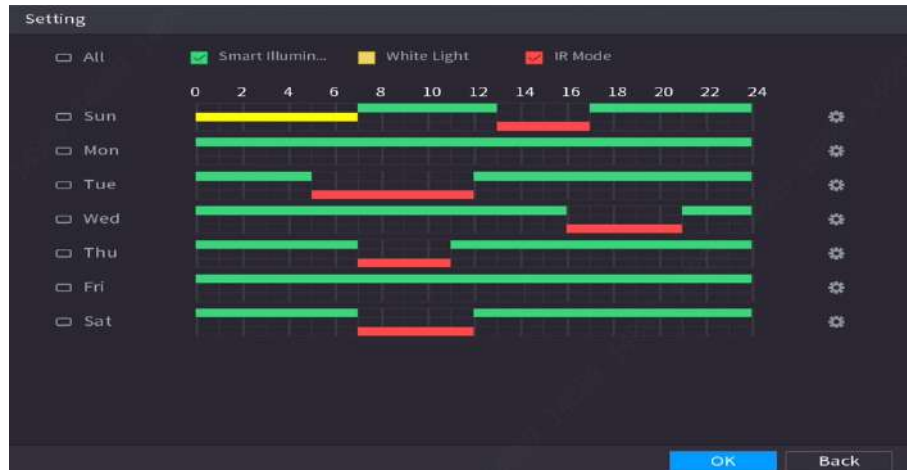 Setting
All Smart Illumin... White Light IR Mode
0 2 4 6 8 10 12 14 16 18 20 22 24
Sun
Mon
Tue
Wed
Thu
Fri
Sat
OK Back